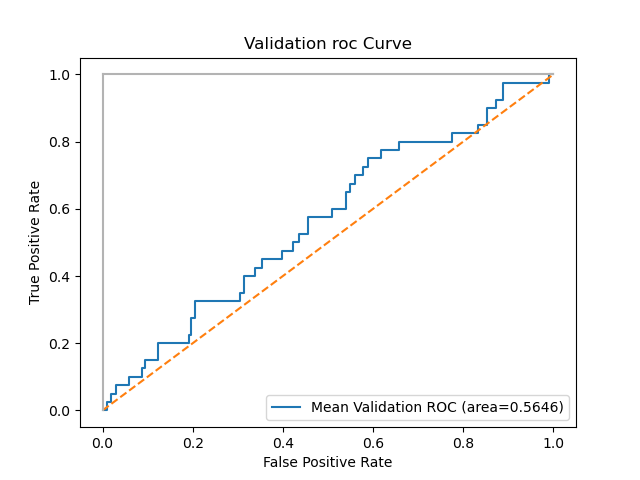 Validation roc Curve
True Positive Rate
1.0
0.8
0.6
0.4
0.2
0.0
Mean Validation ROC (area=0.5646)
0.0 0.2 0.4 0.6 0.8 1.0
False Positive Rate